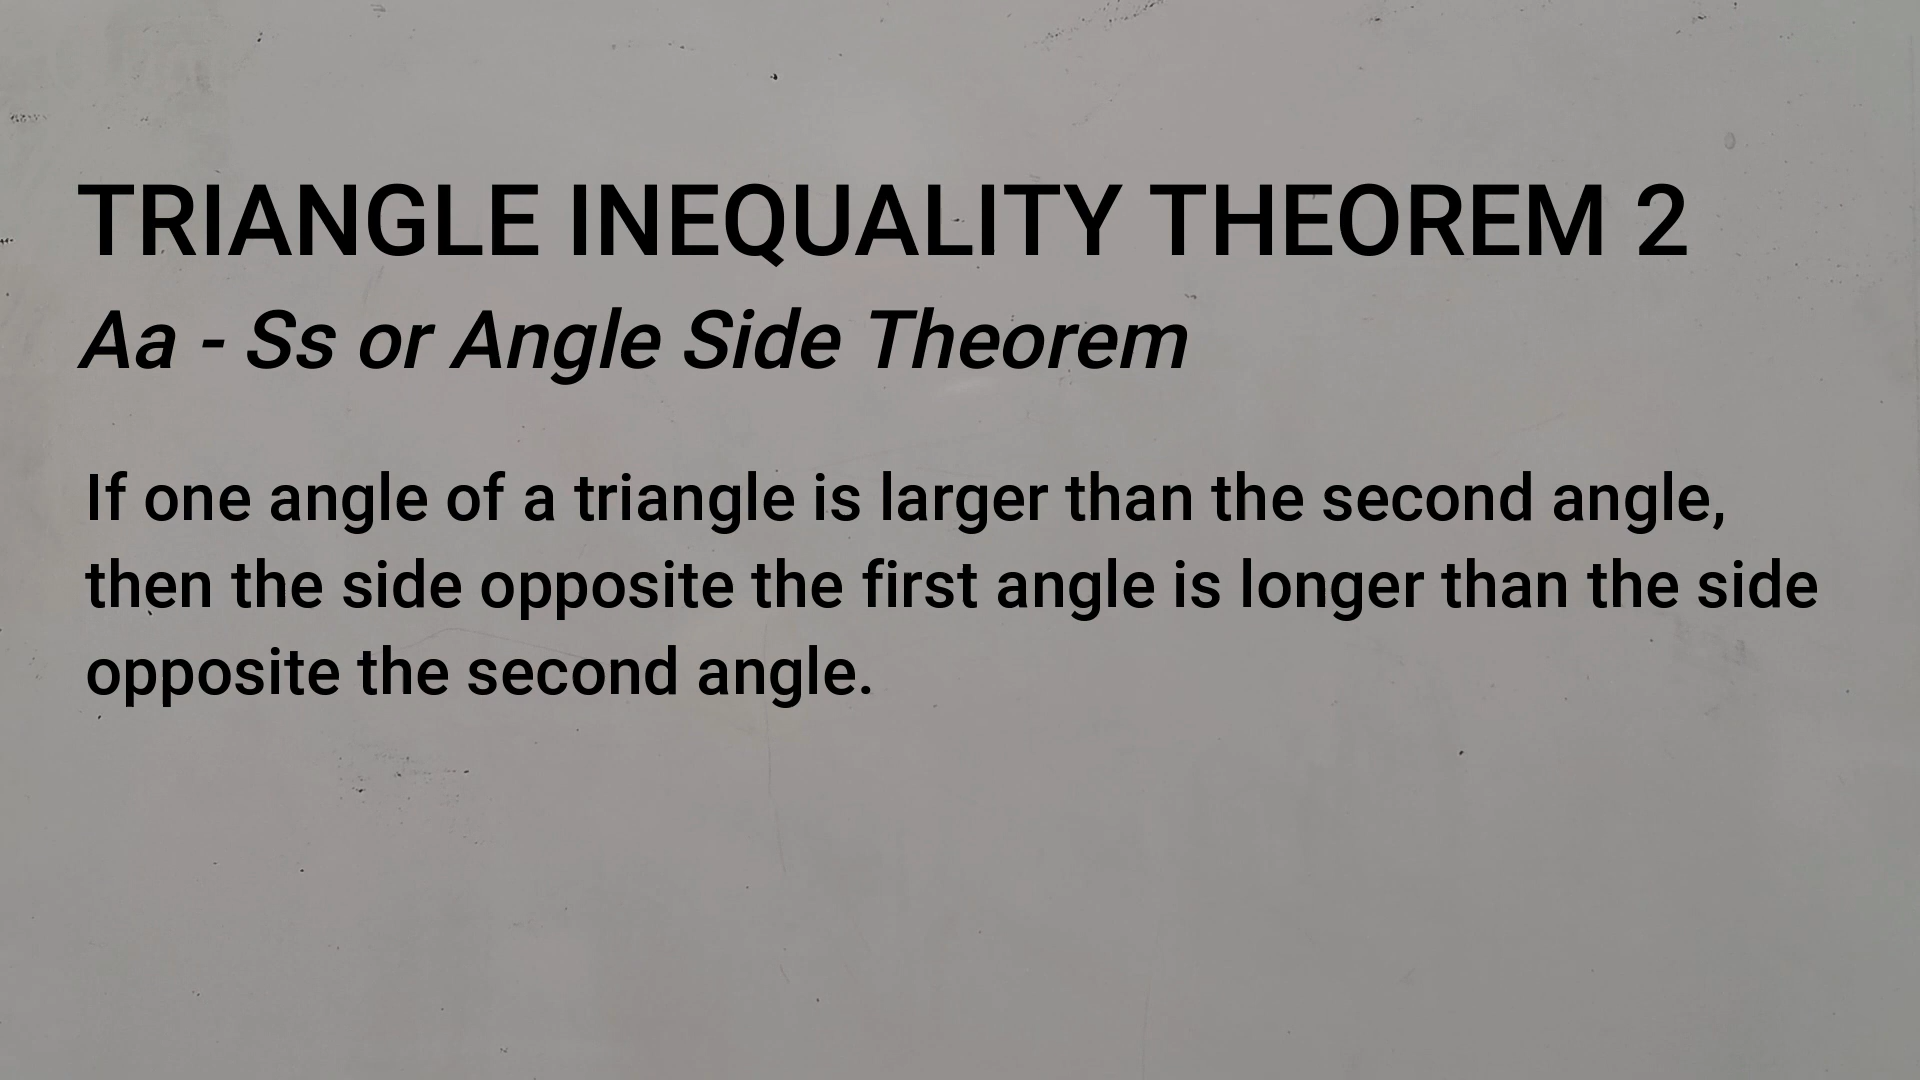 TRIANGLE INEQUALITY THEOREM 2
Aa - Ss or Angle Side Theorem
If one angle of a triangle is larger than the second angle,
then the side opposite the first angle is longer than the side
opposite the second angle.